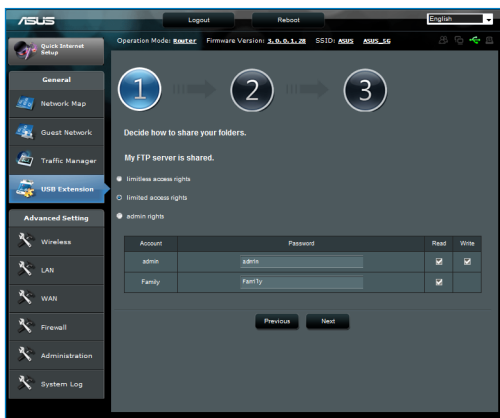 ASUS
Logout
Reboot
English
Quick Internet Setup
Operation Mode: Router Firmware Version: 3.0.0.1.28 SSID: ASUS ASUS_5G
General
Network Map
Guest Network
Traffic Manager
USB Extension
Advanced Setting
Wireless
LAN
WAN
Firewall
Administration
System Log
1
2
3
Decide how to share your folders.
My FTP server is shared.
limitless access rights
limited access rights
admin rights
Account Password Read Write
admin admin
Family Family
Previous Next